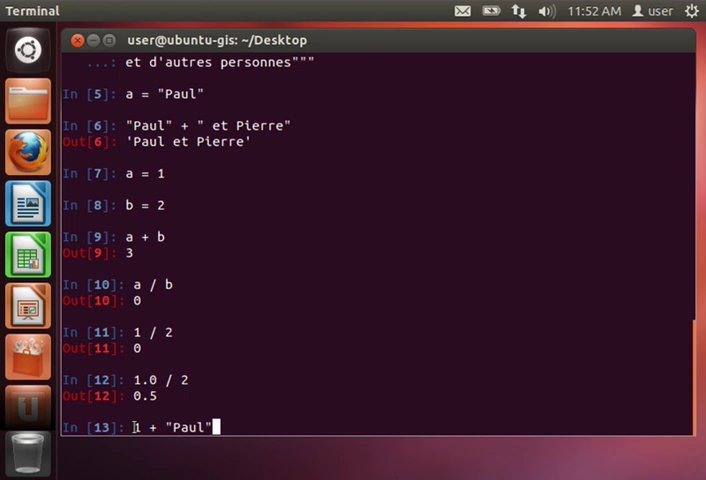 Terminal
11:52 AM
user
user@ubuntu-gis: ~/Desktop
...: et d'autres personnes"""
In [5]: a = "Paul"
In [6]: "Paul" + " et Pierre"
Out[6]: 'Paul et Pierre'
In [7]: a = 1
In [8]: b = 2
In [9]: a + b
Out[9]: 3
In [10]: a / b
Out[10]: 0
In [11]: 1 / 2
Out[11]: 0
In [12]: 1.0 / 2
Out[12]: 0.5
In [13]: 1 + "Paul"